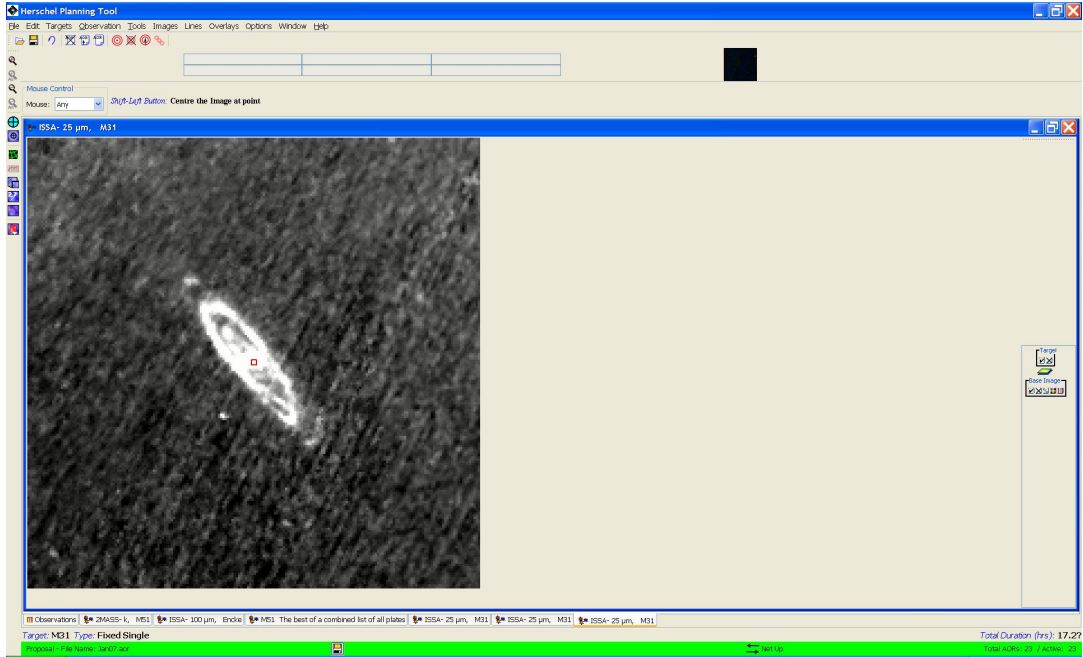 Herschel Planning Tool
File Edit Targets Observation Tools Images Lines Overlays Options Window Help
Mouse Control
Mouse: Any Shift-Left Button: Centre the Image at point
ISSA- 25 µm, M31
Target
Base Image
Observations 2MASS- k, M51 ISSA- 100 µm, Encke M51 The best of a combined list of all plates ISSA- 25 µm, M31 ISSA- 25 µm, M31 ISSA- 25 µm, M31
Target: M31 Type: Fixed Single Total Duration (hrs): 17.2?
Proposal - File Name: Jan07.aor Net Up Total AORs: 23 / Active: 23